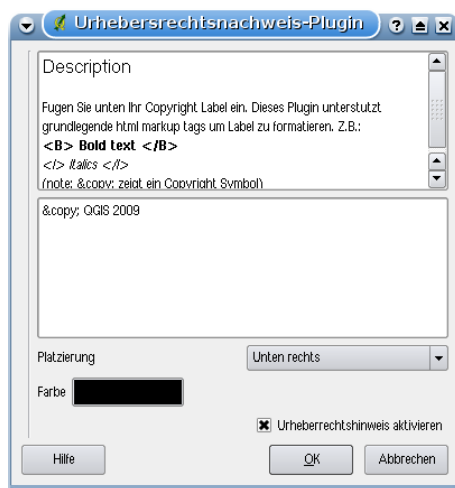 Urhebersrechtsnachweis-Plugin
Description
Fugen Sie unten Ihr Copyright Label ein. Dieses Plugin unterstutzt
grundlegende html markup tags um Label zu formatieren. Z.B.:
<B> Bold text </B>
<I> Italics </I>
(note: &copy; zeigt ein Copyright Symbol)
&copy; QGIS 2009
Platzierung
Unten rechts
Farbe
Urheberrechtshinweis aktivieren
Hilfe
OK
Abbrechen